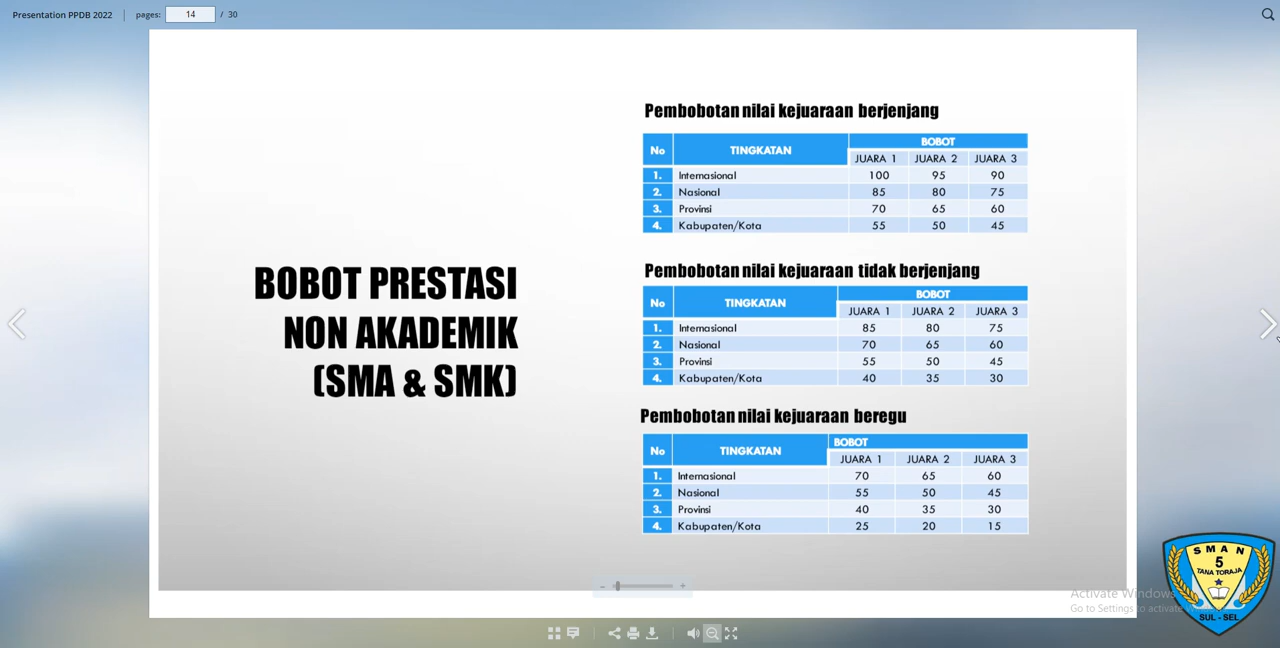 Presentation PPDB 2022 pages: 14 / 30
BOBOT PRESTASI
NON AKADEMIK
(SMA & SMK)
Pembobotan nilai kejuaraan berjenjang
No TINGKATAN BOBOT
JUARA 1 JUARA 2 JUARA 3
1. Internasional 100 95 90
2. Nasional 85 80 75
3. Provinsi 70 65 60
4. Kabupaten/Kota 55 50 45
Pembobotan nilai kejuaraan tidak berjenjang
No TINGKATAN BOBOT
JUARA 1 JUARA 2 JUARA 3
1. Internasional 85 80 75
2. Nasional 70 65 60
3. Provinsi 55 50 45
4. Kabupaten/Kota 40 35 30
Pembobotan nilai kejuaraan beregu
No TINGKATAN BOBOT
JUARA 1 JUARA 2 JUARA 3
1. Internasional 70 65 60
2. Nasional 55 50 45
3. Provinsi 40 35 30
4. Kabupaten/Kota 25 20 15
Activate Windows
Go to Settings to activate
SMAN
5
TANA TORAJA
SUL - SEL